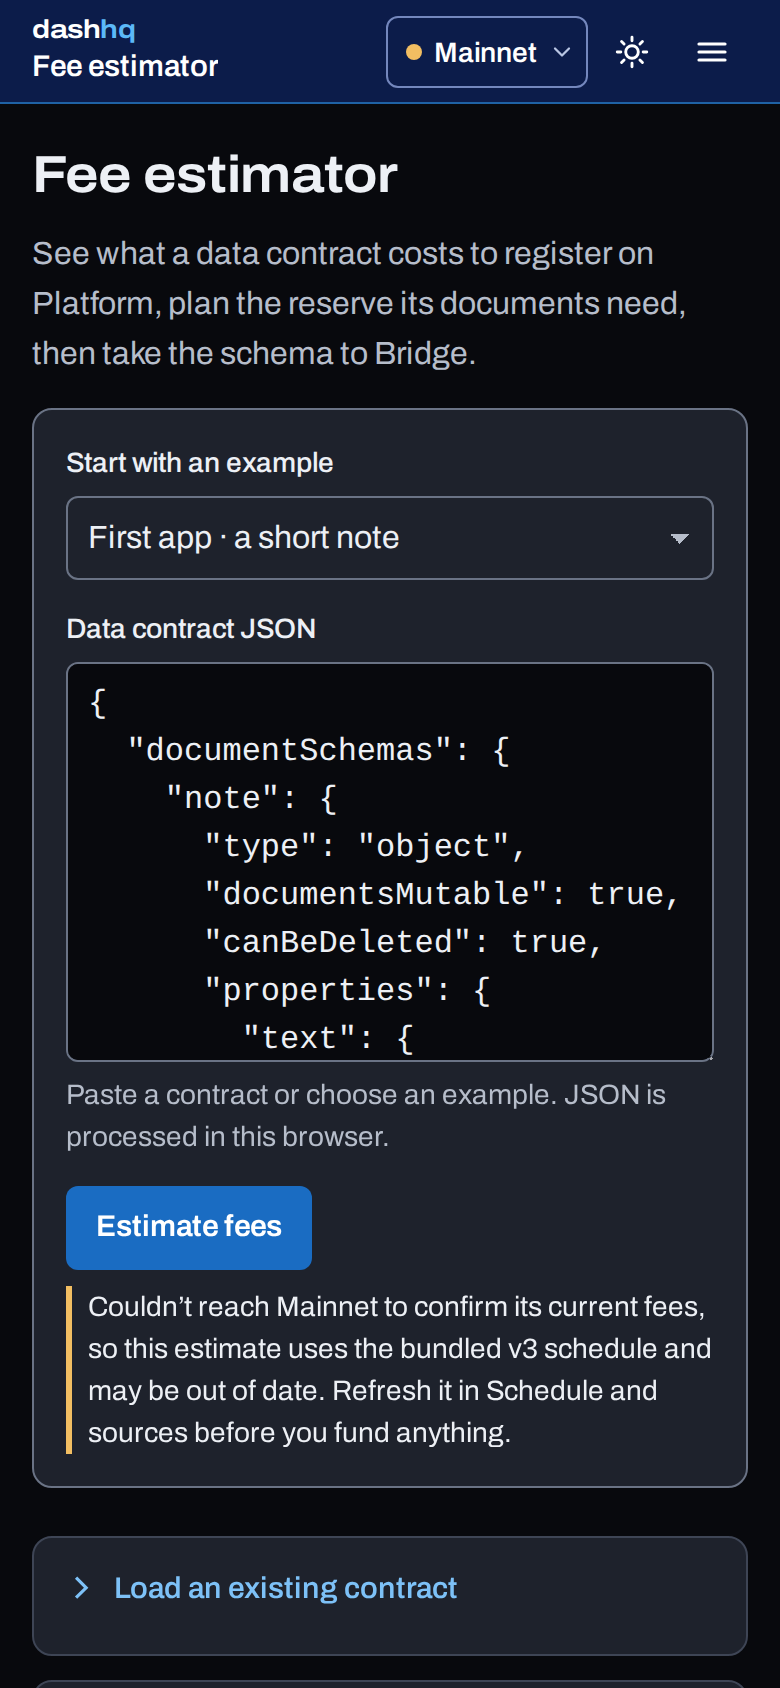 dashhq
Fee estimator
Mainnet
Fee estimator
See what a data contract costs to register on
Platform, plan the reserve its documents need,
then take the schema to Bridge.
Start with an example
First app · a short note
Data contract JSON
{
  "documentSchemas": {
    "note": {
      "type": "object",
      "documentsMutable": true,
      "canBeDeleted": true,
      "properties": {
        "text": {
Paste a contract or choose an example. JSON is
processed in this browser.
Estimate fees
Couldn’t reach Mainnet to confirm its current fees,
so this estimate uses the bundled v3 schedule and
may be out of date. Refresh it in Schedule and
sources before you fund anything.
Load an existing contract